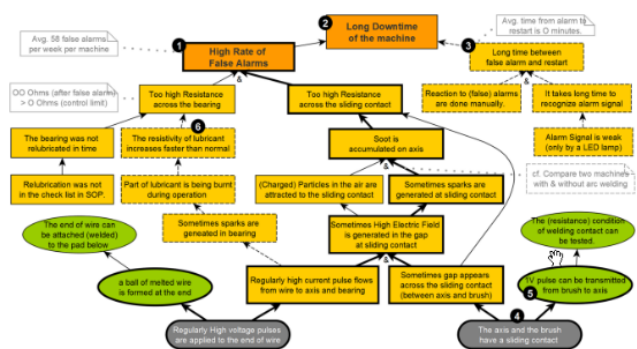 Avg. 58 false alarms
per week per machine
2
Long Downtime
of the machine
Avg. time from alarm to
restart is O minutes.
1
High Rate of
False Alarms
3
Long time between
false alarm and restart
&
&
OO Ohms (after false alarm)
> O Ohms (control limit)
Too high Resistance
across the bearing
Too high Resistance
across the sliding contact
Reaction to (false) alarms
are done manually.
It takes long time to
recognize alarm signal
6
The bearing was not
relubricated in time
The resistivity of lubricant
increases faster than normal
Soot is
accumulated on axis
Alarm Signal is weak
(only by a LED lamp)
&
cf. Compare two machines
with & without arc welding
Relubrication was not
in the check list in SOP.
Part of lubricant is being burnt
during operation
(Charged) Particles in the air are
attracted to the sliding contact
Sometimes sparks are
generated at sliding contact
The end of wire
can be attached (welded)
to the pad below
Sometimes sparks are
geneated in bearing
Sometimes High Electric Field
is generated in the gap
at sliding contact
The (resistance) condition
of welding contact can
be tested.
&
a ball of melted wire
is formed at the end
Regularly high current pulse flows
from wire to axis and bearing
Sometimes gap appears
across the sliding contact
(between axis and brush)
5
1V pulse can be transmitted
from brush to axis
4
Regularly High voltage pulses
are applied to the end of wire
The axis and the brush
have a sliding contact